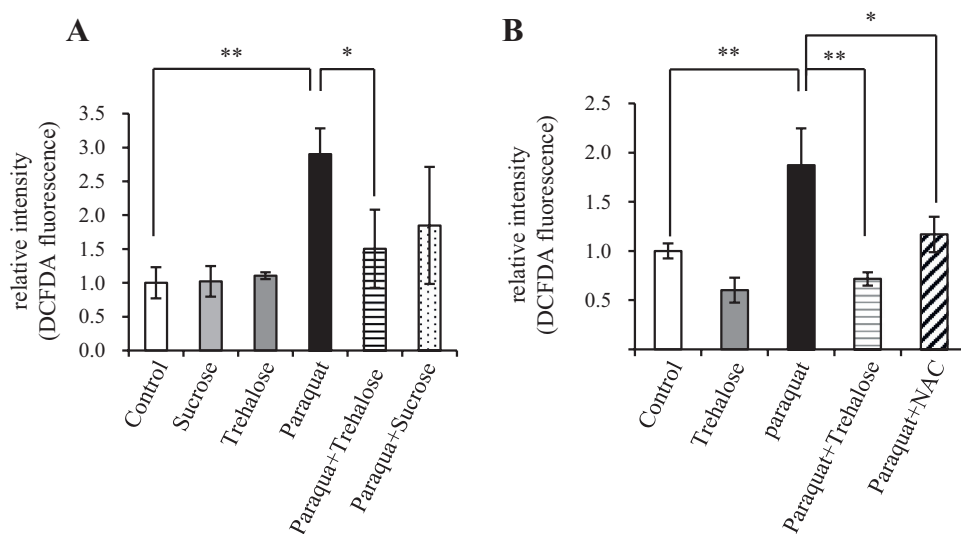 A
** *
relative intensity
(DCFDA fluorescence)
3.5
3.0
2.5
2.0
1.5
1.0
0.5
0.0
Control
Sucrose
Trehalose
Paraquat
Paraqua+Trehalose
Paraqua+Sucrose
B
*
** **
relative intensity
(DCFDA fluorescence)
2.5
2.0
1.5
1.0
0.5
Control
Trehalose
paraquat
Paraquat+Trehalose
Paraquat+NAC